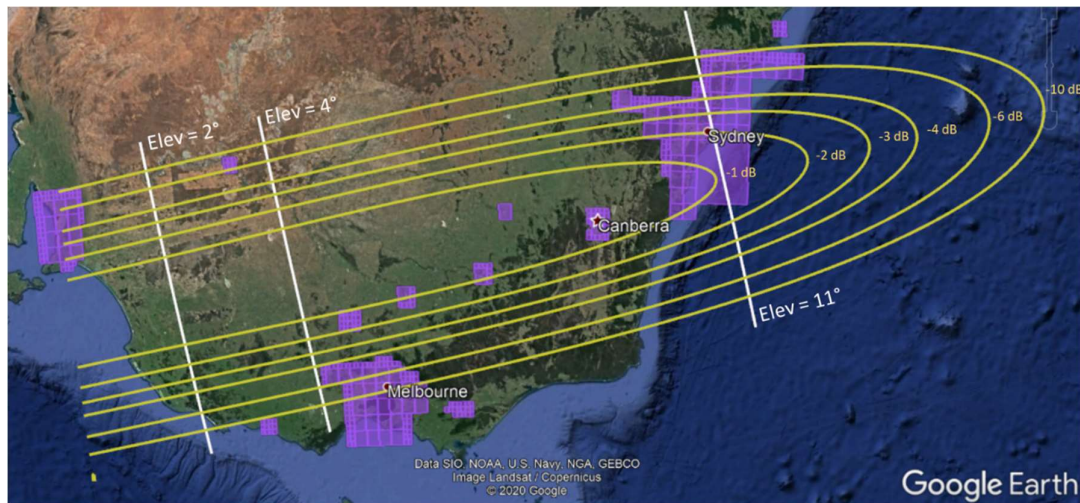 Elev = 2°
Elev = 4°
-10 dB
-6 dB
-4 dB
-3 dB
-2 dB
-1 dB
Sydney
Canberra
Elev = 11°
Melbourne
Data SIO, NOAA, U.S. Navy, NGA, GEBCO
Image Landsat / Copernicus
© 2020 Google
Google Earth